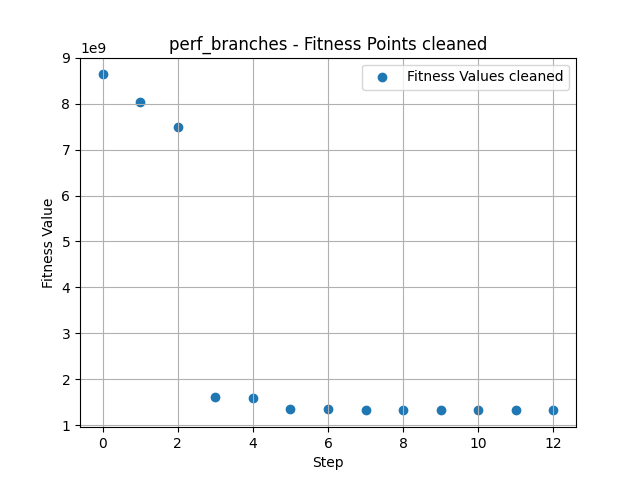 perf_branches - Fitness Points cleaned
1e9
Fitness Values cleaned
9
8
7
6
5
4
3
2
1
Fitness Value
0 2 4 6 8 10 12
Step